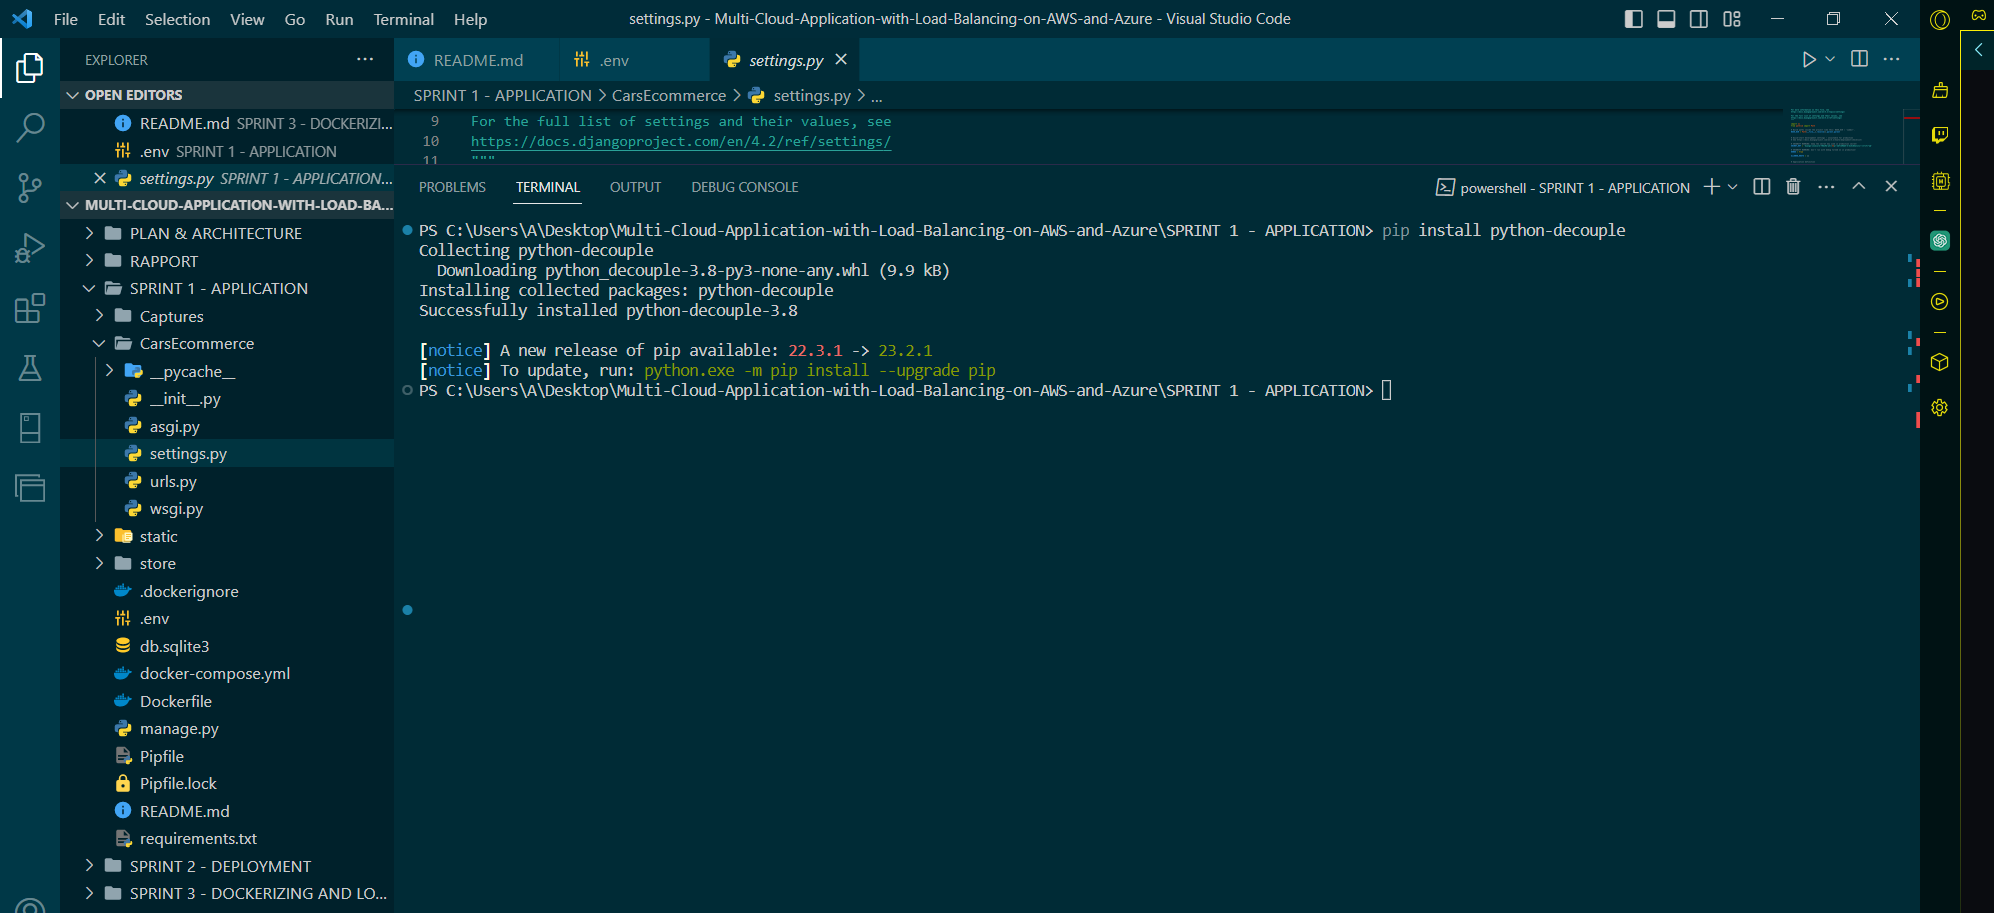 File Edit Selection View Go Run Terminal Help
settings.py - Multi-Cloud-Application-with-Load-Balancing-on-AWS-and-Azure - Visual Studio Code
EXPLORER
OPEN EDITORS
README.md SPRINT 3 - DOCKERIZI...
.env SPRINT 1 - APPLICATION
settings.py SPRINT 1 - APPLICATION...
MULTI-CLOUD-APPLICATION-WITH-LOAD-BA...
PLAN & ARCHITECTURE
RAPPORT
SPRINT 1 - APPLICATION
Captures
CarsEcommerce
__pycache__
__init__.py
asgi.py
settings.py
urls.py
wsgi.py
static
store
.dockerignore
.env
db.sqlite3
docker-compose.yml
Dockerfile
manage.py
Pipfile
Pipfile.lock
README.md
requirements.txt
SPRINT 2 - DEPLOYMENT
SPRINT 3 - DOCKERIZING AND LO...
README.md
.env
settings.py
SPRINT 1 - APPLICATION > CarsEcommerce > settings.py > ...
9 For the full list of settings and their values, see
10 https://docs.djangoproject.com/en/4.2/ref/settings/
11 """
PROBLEMS TERMINAL OUTPUT DEBUG CONSOLE
powershell - SPRINT 1 - APPLICATION
PS C:\Users\A\Desktop\Multi-Cloud-Application-with-Load-Balancing-on-AWS-and-Azure\SPRINT 1 - APPLICATION> pip install python-decouple
Collecting python-decouple
Downloading python_decouple-3.8-py3-none-any.whl (9.9 kB)
Installing collected packages: python-decouple
Successfully installed python-decouple-3.8
[notice] A new release of pip available: 22.3.1 -> 23.2.1
[notice] To update, run: python.exe -m pip install --upgrade pip
PS C:\Users\A\Desktop\Multi-Cloud-Application-with-Load-Balancing-on-AWS-and-Azure\SPRINT 1 - APPLICATION>